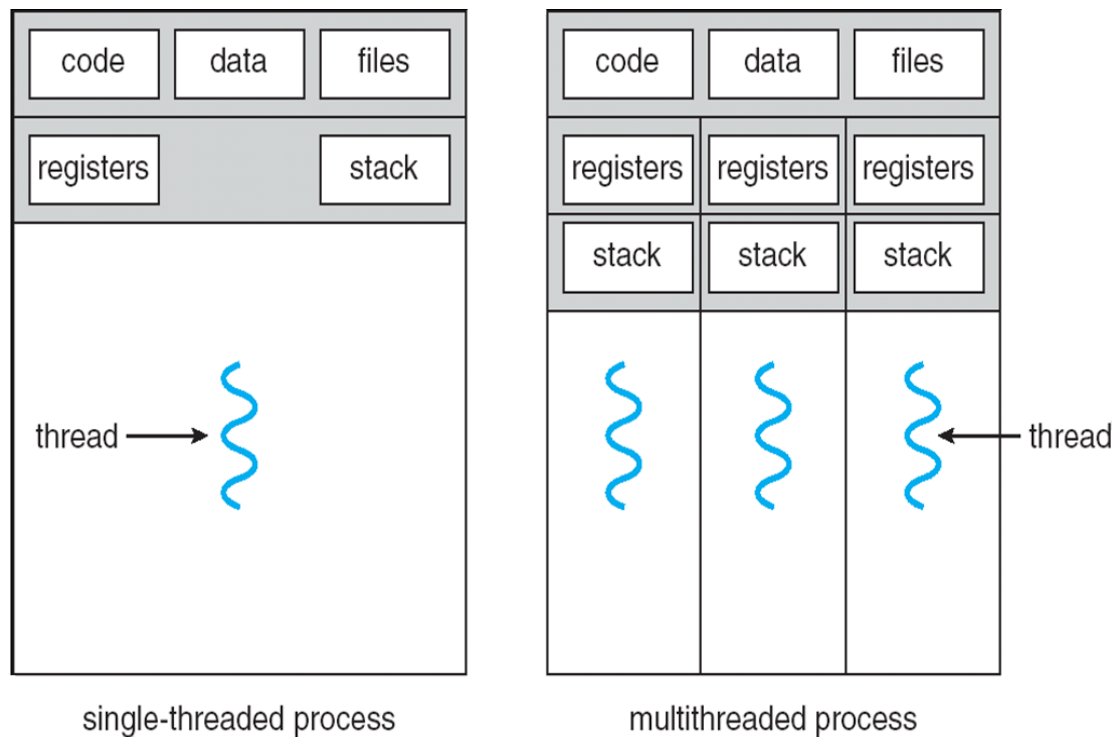 code data files code data files
registers stack registers registers registers
stack stack stack
thread thread
single-threaded process multithreaded process